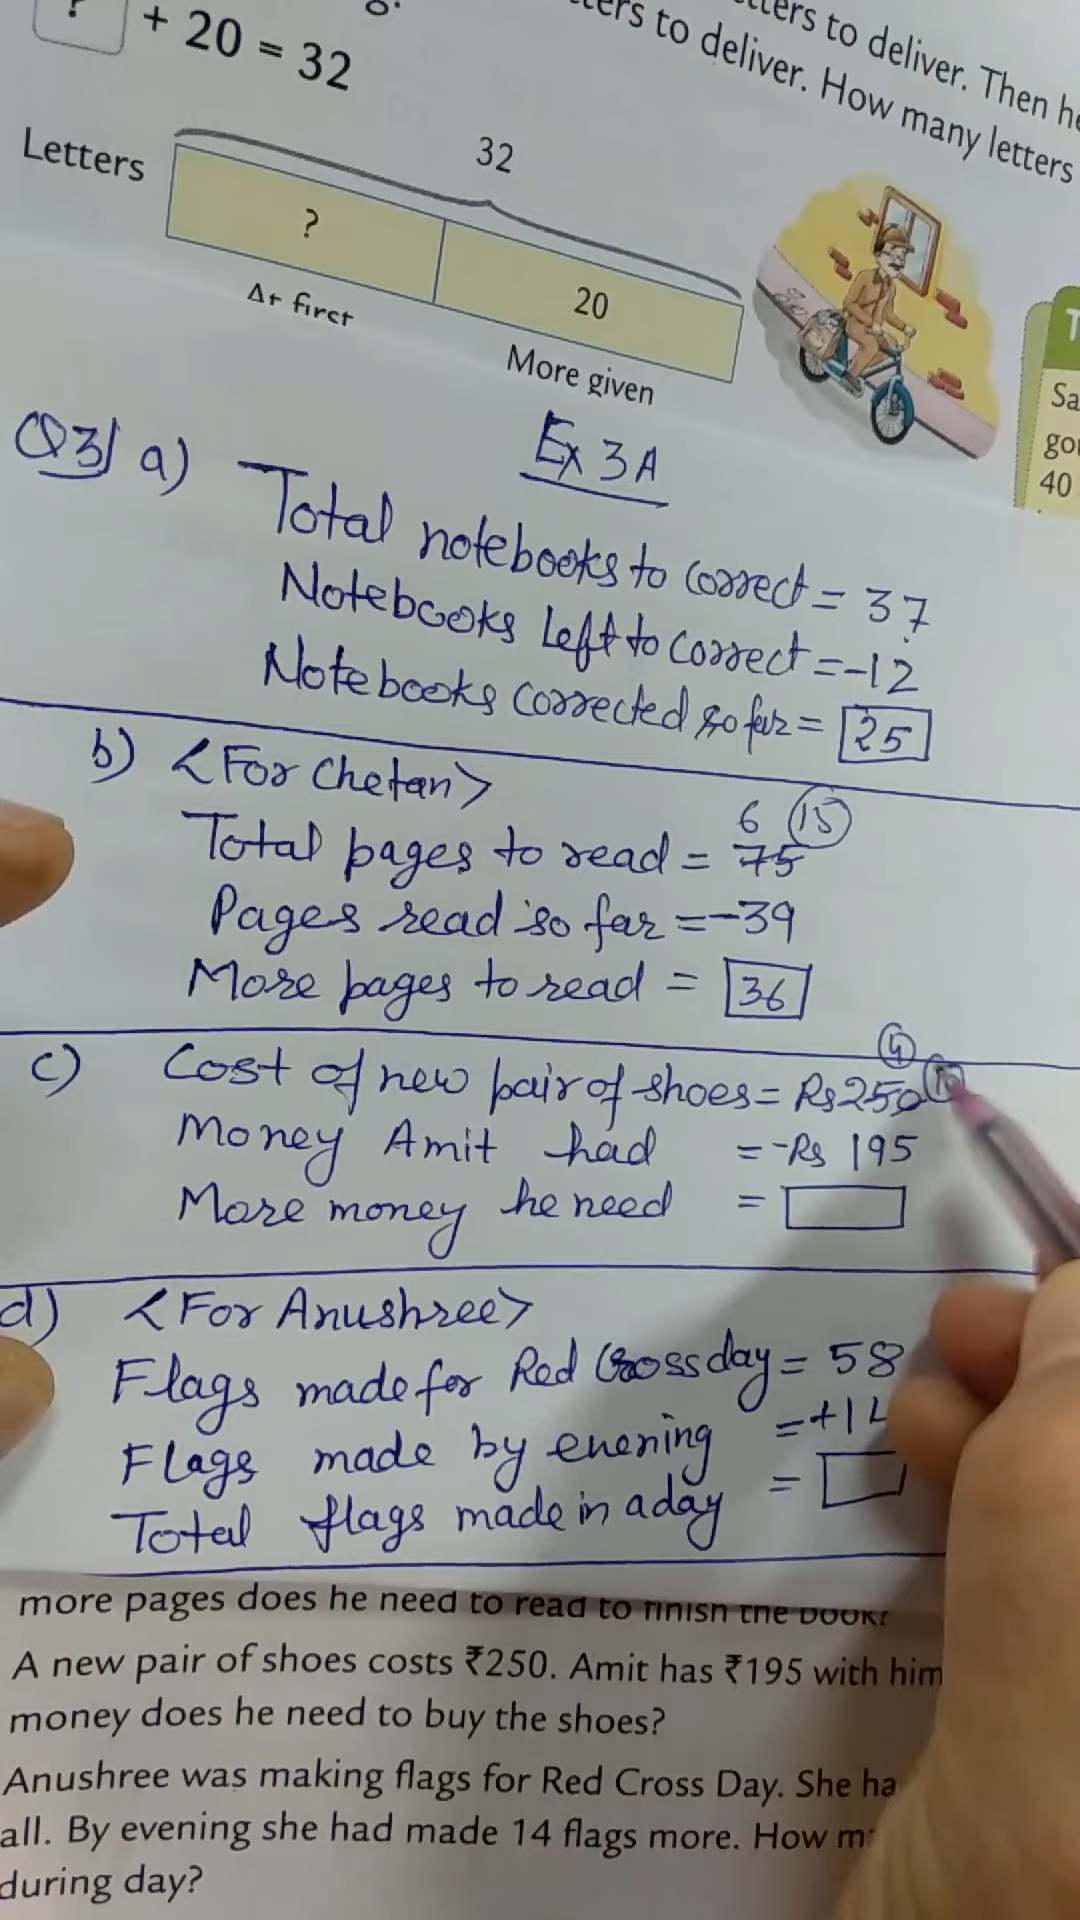 ters to deliver. Then he
ters to deliver. How many letters
? + 20 = 32
Letters
32
? 20
At first
More given
Sa
40
Ex 3A
Q3/ a) Total notebooks to correct = 37
Notebooks left to correct = -12
Notebooks corrected so far = 25
b) <For Chetan>
6 15
Total pages to read = 75
Pages read so far = -39
More pages to read = 36
c) Cost of new pair of shoes = Rs 250
Money Amit had = -Rs 195
More money he need =
d) <For Anushree>
Flags made for Red Cross day = 58
Flags made by evening = +14
Total flags made in a day =
more pages does he need to read to finish the book?
A new pair of shoes costs ₹250. Amit has ₹195 with him
money does he need to buy the shoes?
Anushree was making flags for Red Cross Day. She ha
all. By evening she had made 14 flags more. How m
during day?